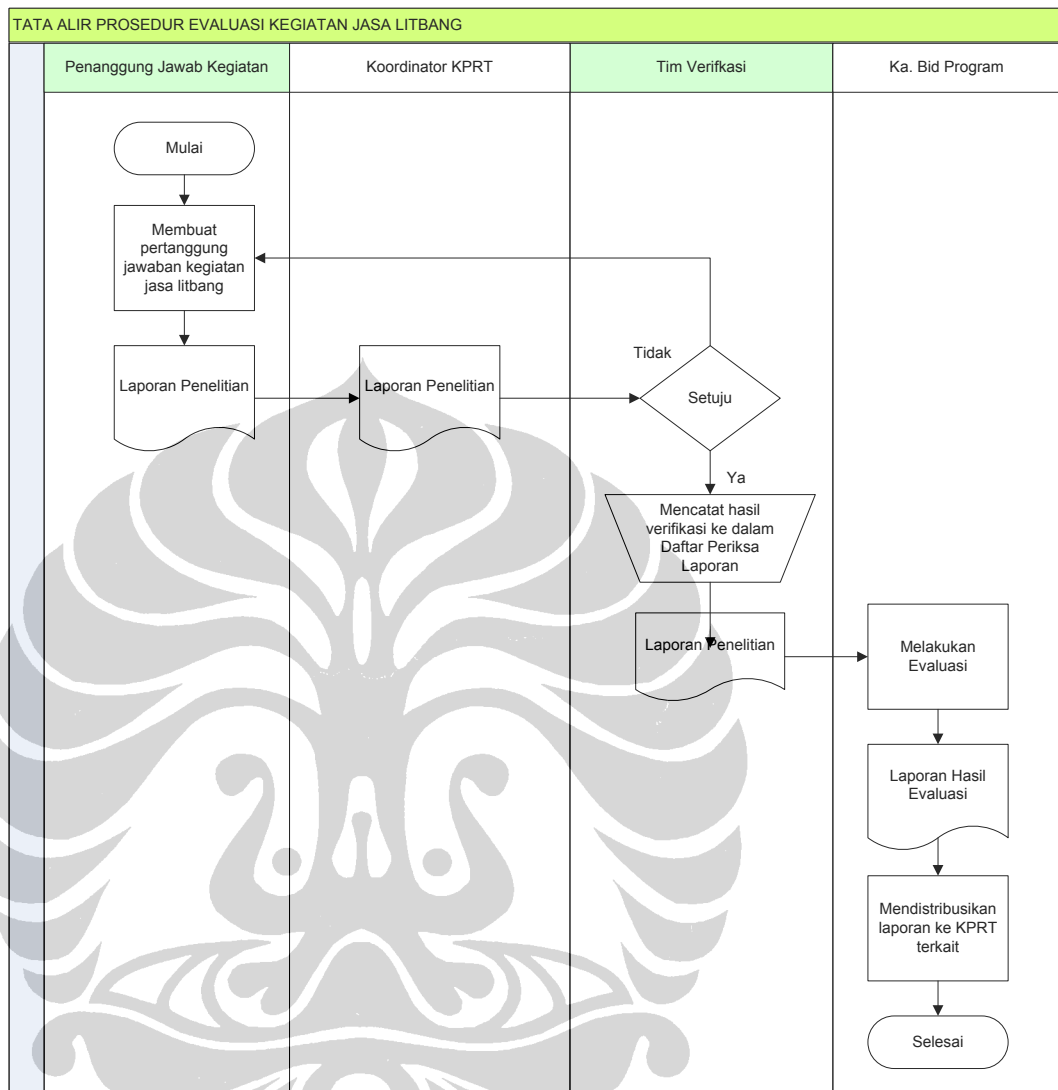 TATA ALIR PROSEDUR EVALUASI KEGIATAN JASA LITBANG
Penanggung Jawab Kegiatan
Koordinator KPRT
Tim Verifkasi
Ka. Bid Program
Mulai
Membuat
pertanggung
jawaban kegiatan
jasa litbang
Laporan Penelitian
Laporan Penelitian
Tidak
Setuju
Ya
Mencatat hasil
verifikasi ke dalam
Daftar Periksa
Laporan
Laporan Penelitian
Melakukan
Evaluasi
Laporan Hasil
Evaluasi
Mendistribusikan
laporan ke KPRT
terkait
Selesai